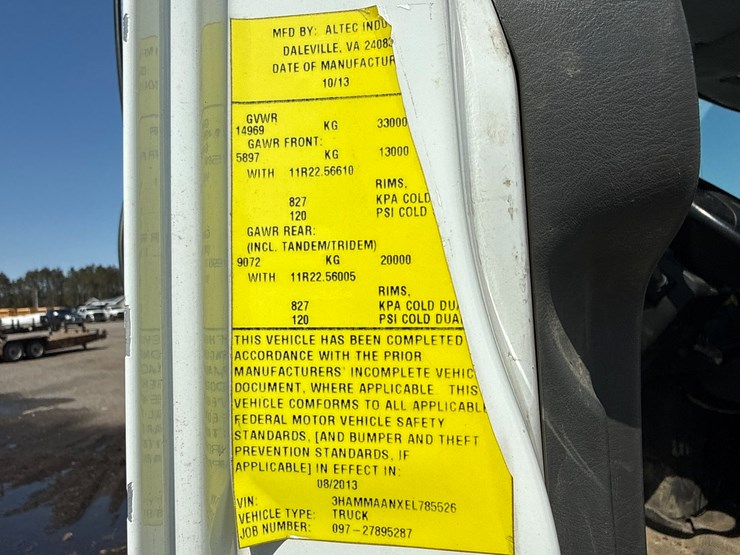 MFD BY: ALTEC INDU
DALEVILLE, VA 24083
DATE OF MANUFACTUR
10/13
GVWR
14969 KG 33000
GAWR FRONT:
5897 KG 13000
WITH 11R22.56610
RIMS,
827 KPA COLD
120 PSI COLD
GAWR REAR:
(INCL. TANDEM/TRIDEM)
9072 KG 20000
WITH 11R22.56005
RIMS,
827 KPA COLD DUA
120 PSI COLD DUA
THIS VEHICLE HAS BEEN COMPLETED
ACCORDANCE WITH THE PRIOR
MANUFACTURERS' INCOMPLETE VEHIC
DOCUMENT, WHERE APPLICABLE. THIS
VEHICLE COMFORMS TO ALL APPLICABL
FEDERAL MOTOR VEHICLE SAFETY
STANDARDS, [AND BUMPER AND THEFT
PREVENTION STANDARDS, IF
APPLICABLE] IN EFFECT IN:
08/2013
VIN: 3HAMMAANXEL785526
VEHICLE TYPE: TRUCK
JOB NUMBER: 097-27895287